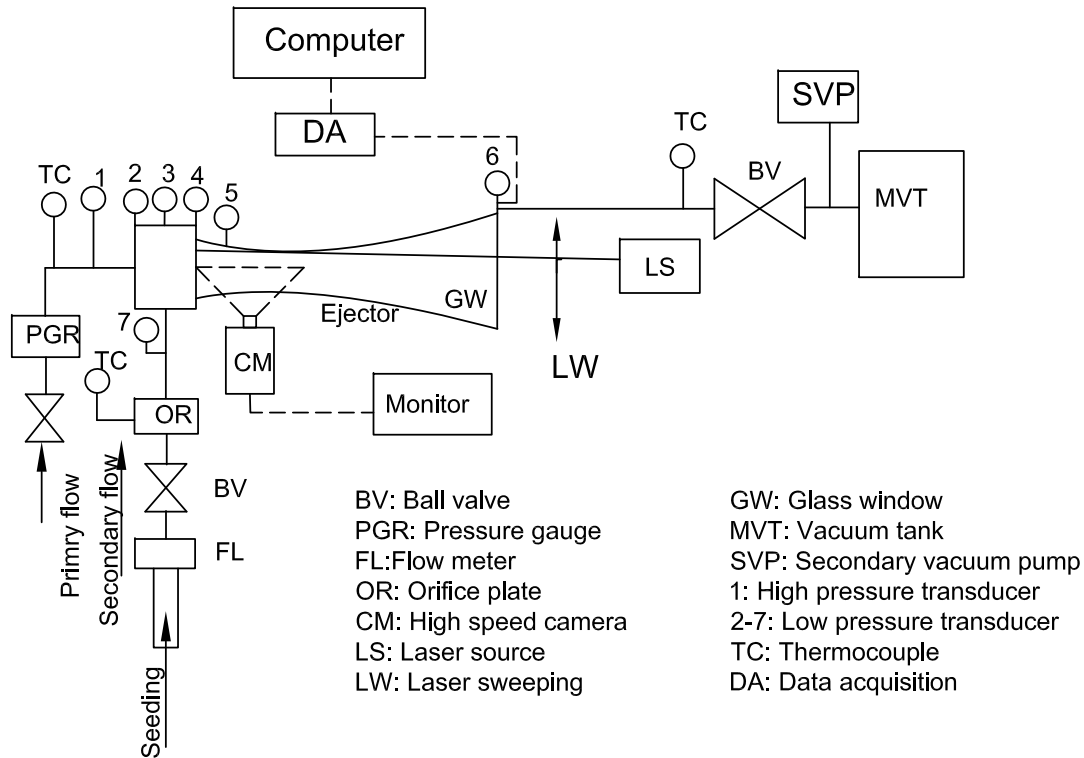 Computer
SVP
DA
TC
6
BV
MVT
TC
1
2
3
4
5
LS
GW
Ejector
PGR
7
TC
CM
LW
OR
Monitor
BV
FL
Primry flow
Secondary flow
Seeding
BV: Ball valve
PGR: Pressure gauge
FL:Flow meter
OR: Orifice plate
CM: High speed camera
LS: Laser source
LW: Laser sweeping
GW: Glass window
MVT: Vacuum tank
SVP: Secondary vacuum pump
1: High pressure transducer
2-7: Low pressure transducer
TC: Thermocouple
DA: Data acquisition